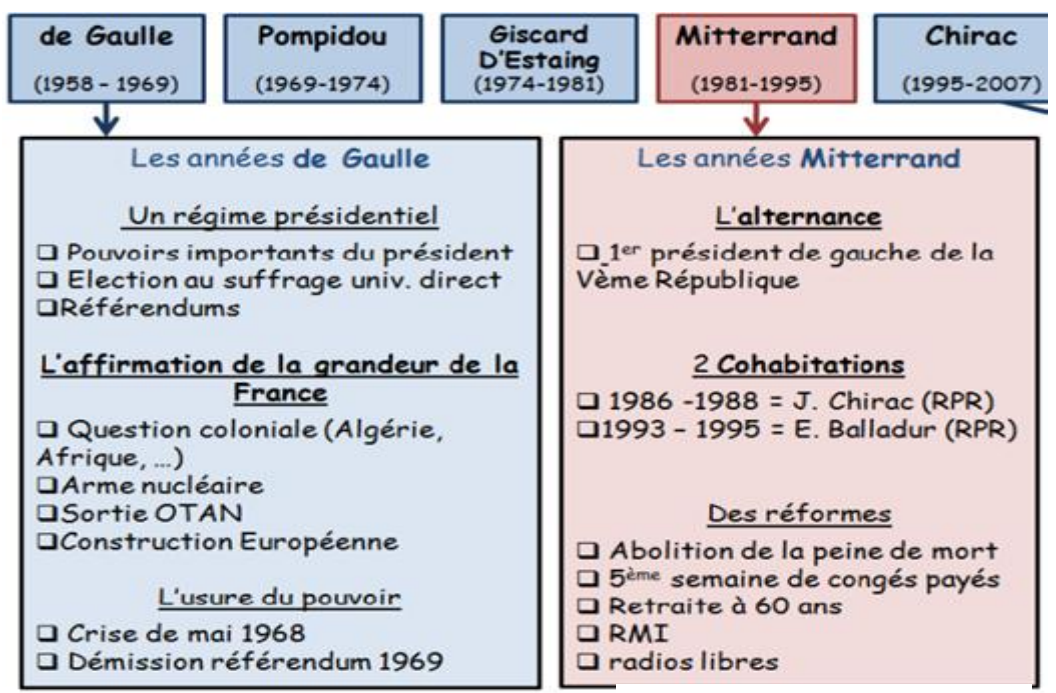 de Gaulle
(1958 – 1969)
Pompidou
(1969-1974)
Giscard
D'Estaing
(1974-1981)
Mitterrand
(1981-1995)
Chirac
(1995-2007)
Les années de Gaulle
Un régime présidentiel
❑ Pouvoirs importants du président
❑ Election au suffrage univ. direct
❑Référendums
L'affirmation de la grandeur de la
France
❑ Question coloniale (Algérie,
Afrique, …)
❑Arme nucléaire
❑Sortie OTAN
❑Construction Européenne
L'usure du pouvoir
❑ Crise de mai 1968
❑ Démission référendum 1969
Les années Mitterrand
L'alternance
❑ 1er président de gauche de la
Vème République
2 Cohabitations
❑ 1986 -1988 = J. Chirac (RPR)
❑1993 – 1995 = E. Balladur (RPR)
Des réformes
❑ Abolition de la peine de mort
❑ 5ème semaine de congés payés
❑ Retraite à 60 ans
❑ RMI
❑ radios libres